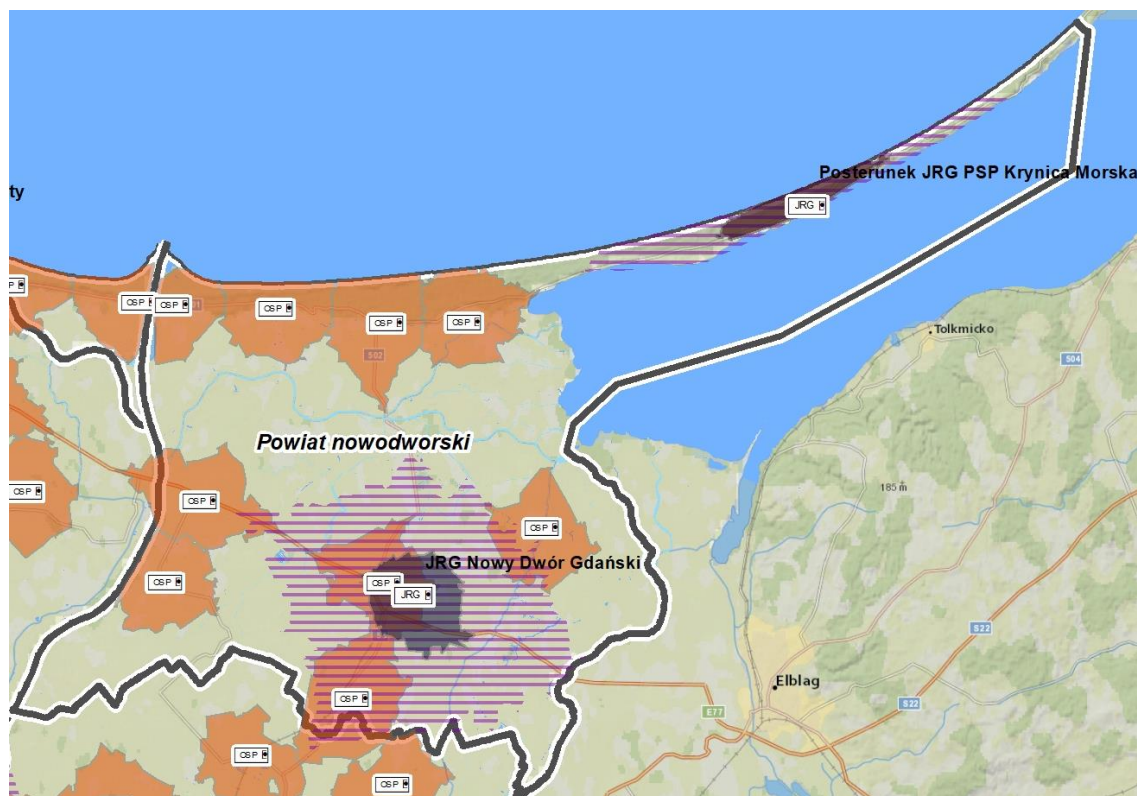 Posterunek JRG PSP Krynica Morska
ty
JRG
OSP
OSP
OSP
OSP
OSP
OSP
502
Tolkmicko
504
Powiat nowodworski
185 m
OSP
OSP
OSP
JRG Nowy Dwór Gdański
OSP
OSP
JRG
S22
Elbląg
OSP
S22
E77
OSP
OSP